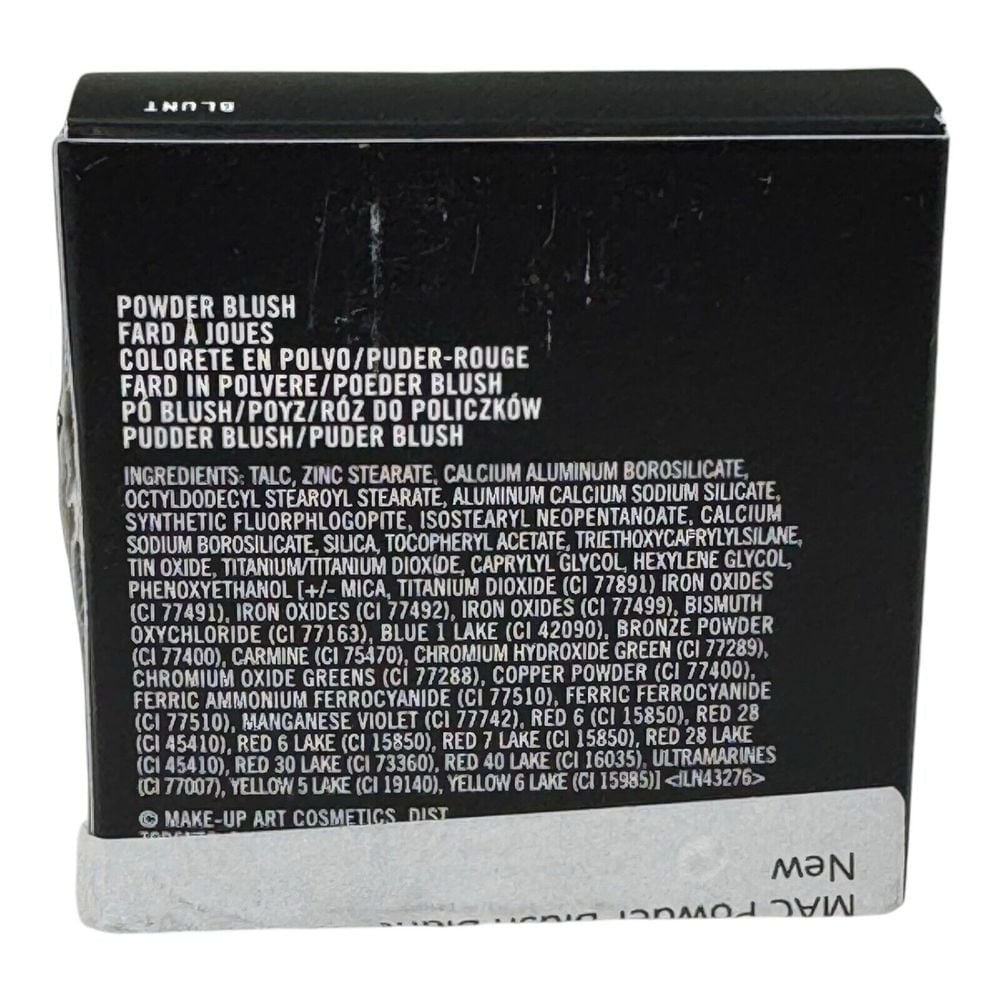 BLUNT
POWDER BLUSH
FARD À JOUES
COLORETE EN POLVO/PUDER-ROUGE
FARD IN POLVERE/POEDER BLUSH
PÓ BLUSH/POYZ/RÓZ DO POLICZKÓW
PUDDER BLUSH/PUDER BLUSH
INGREDIENTS: TALC, ZINC STEARATE, CALCIUM ALUMINUM BOROSILICATE,
OCTYLDODECYL STEAROYL STEARATE, ALUMINUM CALCIUM SODIUM SILICATE,
SYNTHETIC FLUORPHLOGOPITE, ISOSTEARYL NEOPENTANOATE, CALCIUM
SODIUM BOROSILICATE, SILICA, TOCOPHERYL ACETATE, TRIETHOXYCAPRYLYLSILANE,
TIN OXIDE, TITANIUM/TITANIUM DIOXIDE, CAPRYLYL GLYCOL, HEXYLENE GLYCOL,
PHENOXYETHANOL [+/- MICA, TITANIUM DIOXIDE (CI 77891) IRON OXIDES
(CI 77491), IRON OXIDES (CI 77492), IRON OXIDES (CI 77499), BISMUTH
OXYCHLORIDE (CI 77163), BLUE 1 LAKE (CI 42090), BRONZE POWDER
(CI 77400), CARMINE (CI 75470), CHROMIUM HYDROXIDE GREEN (CI 77289),
CHROMIUM OXIDE GREENS (CI 77288), COPPER POWDER (CI 77400),
FERRIC AMMONIUM FERROCYANIDE (CI 77510), FERRIC FERROCYANIDE
(CI 77510), MANGANESE VIOLET (CI 77742), RED 6 (CI 15850), RED 28
(CI 45410), RED 6 LAKE (CI 15850), RED 7 LAKE (CI 15850), RED 28 LAKE
(CI 45410), RED 30 LAKE (CI 73360), RED 40 LAKE (CI 16035), ULTRAMARINES
(CI 77007), YELLOW 5 LAKE (CI 19140), YELLOW 6 LAKE (CI 15985)] <ILN43276>
© MAKE-UP ART COSMETICS, DIST.
MAC Powder Blush
New